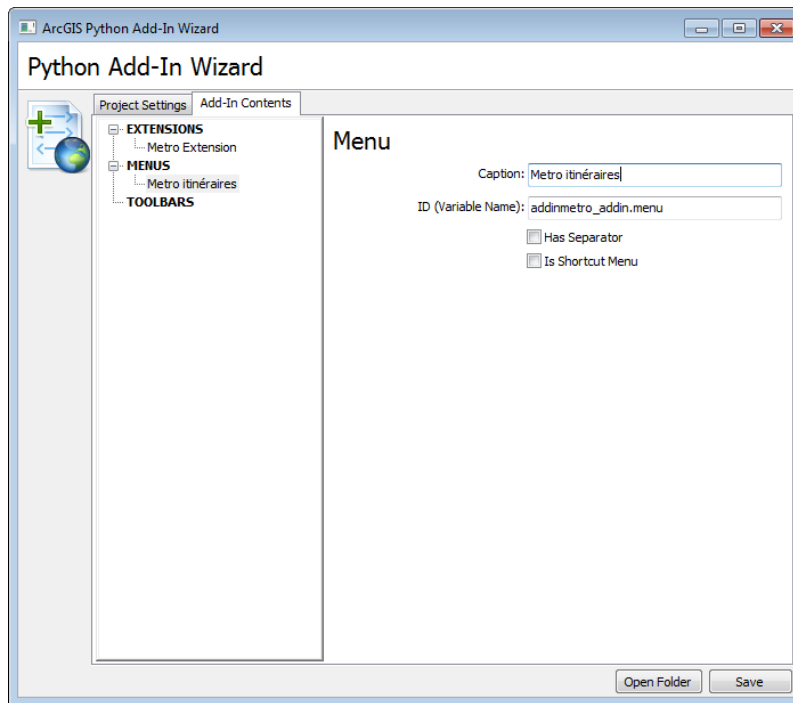 ArcGIS Python Add-In Wizard
Python Add-In Wizard
Project Settings Add-In Contents
EXTENSIONS
Metro Extension
MENUS
Metro itinéraires
TOOLBARS
Menu
Caption: Metro itinéraires
ID (Variable Name): addinmetro_addin.menu
Has Separator
Is Shortcut Menu
Open Folder Save